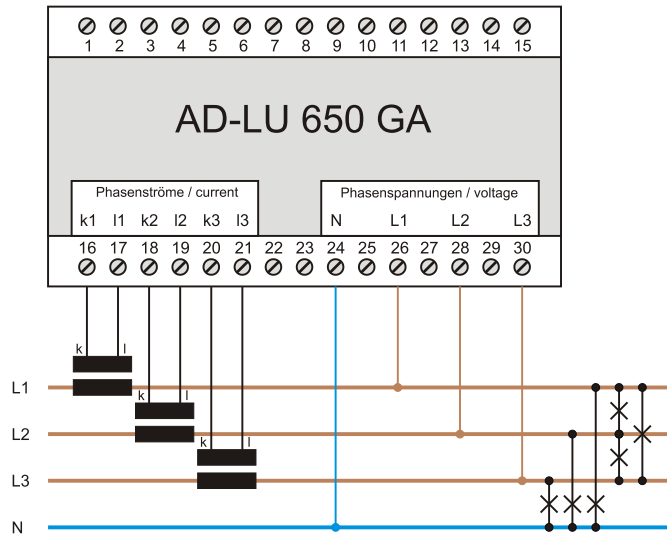 1 2 3 4 5 6 7 8 9 10 11 12 13 14 15
AD-LU 650 GA
Phasenströme / current
k1 l1 k2 l2 k3 l3
Phasenspannungen / voltage
N L1 L2 L3
16 17 18 19 20 21 22 23 24 25 26 27 28 29 30
k l
L1
k l
L2
k l
L3
N